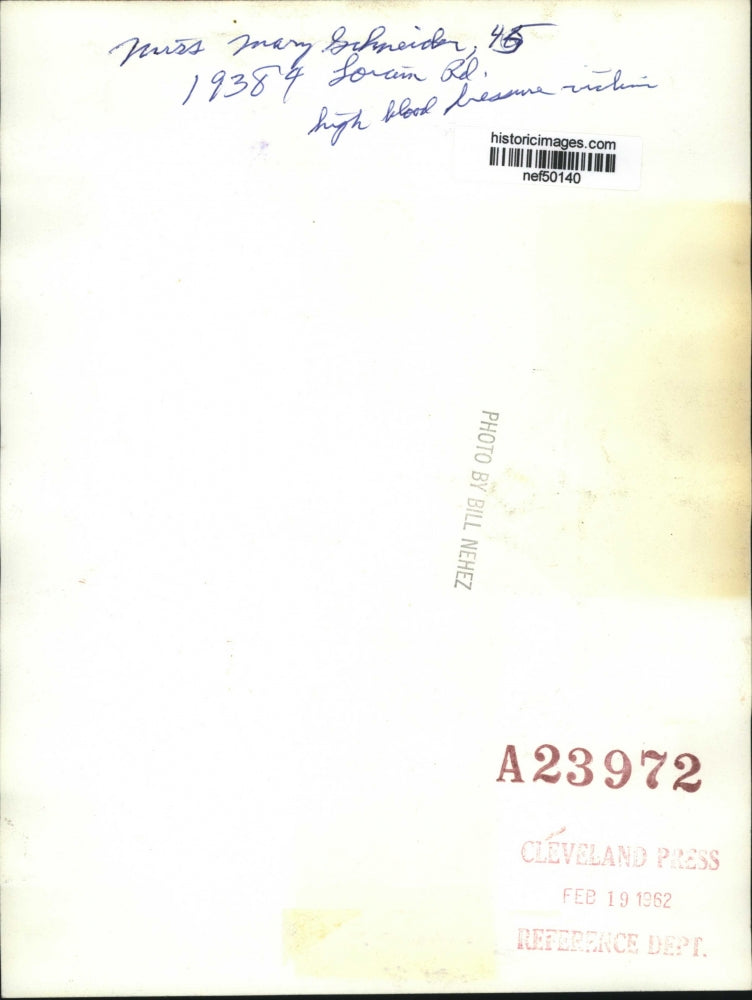 Miss Mary Schneider, 45
19384 Lorain Rd.
high blood pressure victim
historicimages.com
nef50140
PHOTO BY BILL NEHEZ
A23972
CLEVELAND PRESS
FEB 19 1962
REFERENCE DEPT.